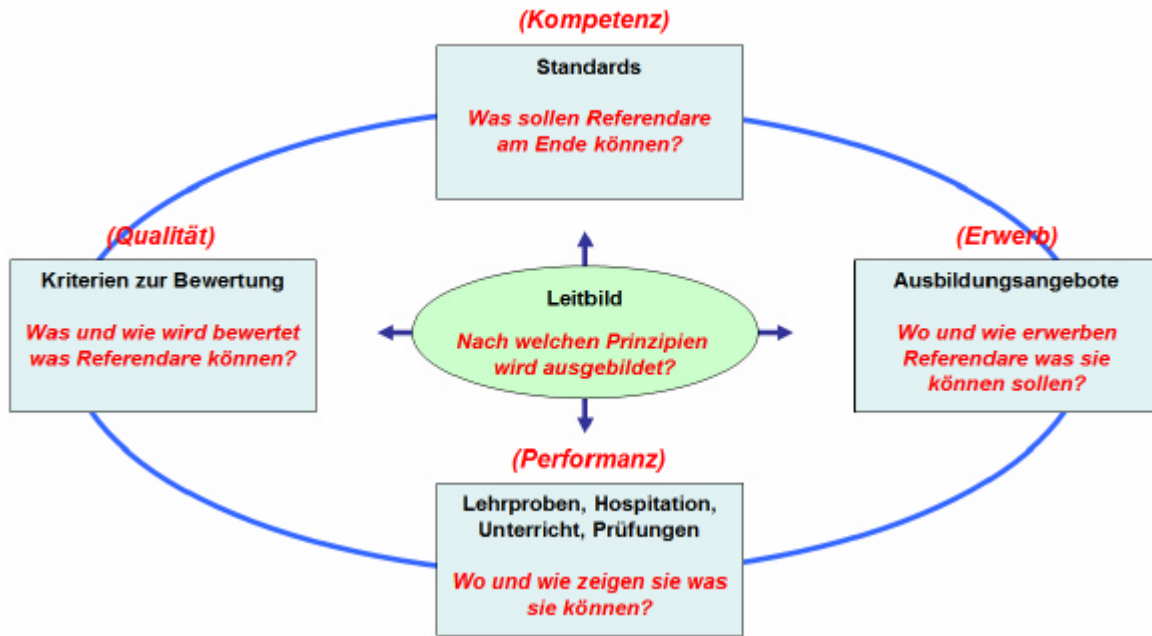 (Kompetenz)
Standards
Was sollen Referendare
am Ende können?
(Qualität)
Kriterien zur Bewertung
Was und wie wird bewertet
was Referendare können?
Leitbild
Nach welchen Prinzipien
wird ausgebildet?
(Erwerb)
Ausbildungsangebote
Wo und wie erwerben
Referendare was sie
können sollen?
(Performanz)
Lehrproben, Hospitation,
Unterricht, Prüfungen
Wo und wie zeigen sie was
sie können?